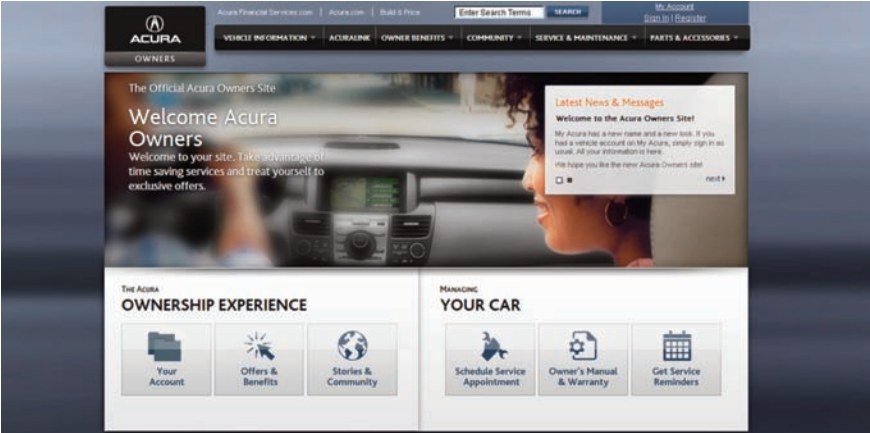 Acura Financial Services.com | Acura.com | Build & Price
Enter Search Terms
SEARCH
My Account
Sign In | Register
ACURA
OWNERS
VEHICLE INFORMATION
ACURALINK
OWNER BENEFITS
COMMUNITY
SERVICE & MAINTENANCE
PARTS & ACCESSORIES
The Official Acura Owners Site
Welcome Acura
Owners
Welcome to your site. Take advantage of
time saving services and treat yourself to
exclusive offers.
Latest News & Messages
Welcome to the Acura Owners Site!
My Acura has a new name and a new look. If you
had a vehicle account on My Acura, simply sign in as
usual. All your information is here.
We hope you like the new Acura Owners site!
next
THE ACURA
OWNERSHIP EXPERIENCE
Your
Account
Offers &
Benefits
Stories &
Community
MANAGING
YOUR CAR
Schedule Service
Appointment
Owner's Manual
& Warranty
Get Service
Reminders